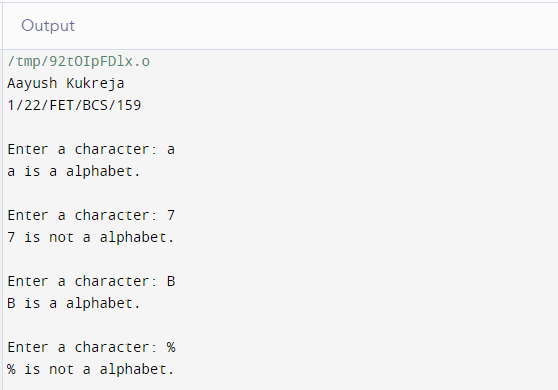 Output
/tmp/92tOIpFDlx.o
Aayush Kukreja
1/22/FET/BCS/159
Enter a character: a
a is a alphabet.
Enter a character: 7
7 is not a alphabet.
Enter a character: B
B is a alphabet.
Enter a character: %
% is not a alphabet.